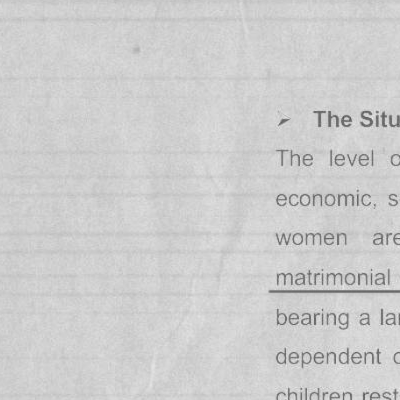 ➢ The Situ
The level o
economic, s
women are
matrimonial
bearing a la
dependent o
children rest